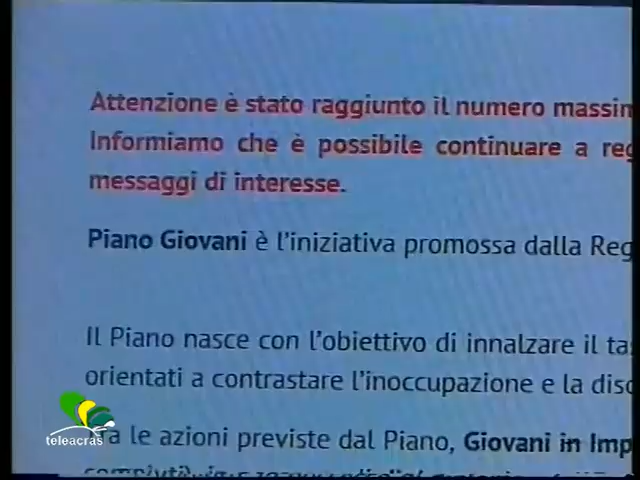 Attenzione è stato raggiunto il numero massim
Informiamo che è possibile continuare a reg
messaggi di interesse.
Piano Giovani è l'iniziativa promossa dalla Reg
Il Piano nasce con l'obiettivo di innalzare il ta
orientati a contrastare l'inoccupazione e la diso
ra le azioni previste dal Piano, Giovani in Imp
teleacras